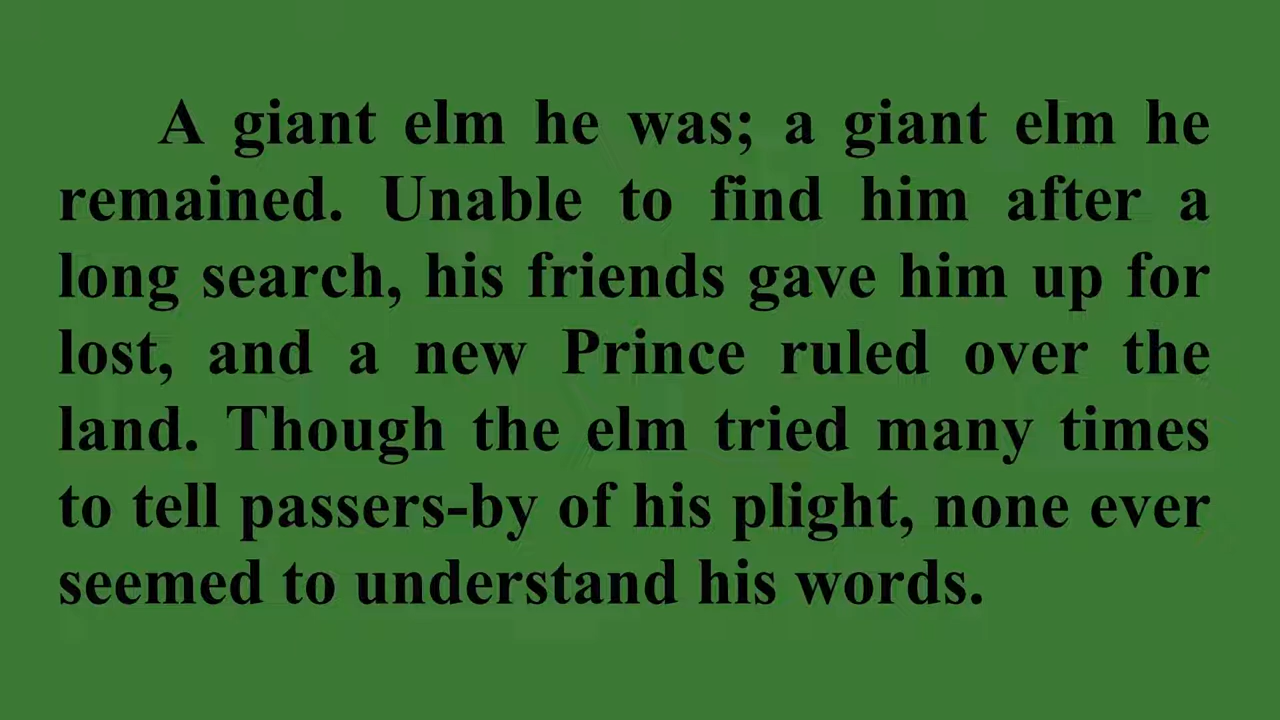 A giant elm he was; a giant elm he
remained. Unable to find him after a
long search, his friends gave him up for
lost, and a new Prince ruled over the
land. Though the elm tried many times
to tell passers-by of his plight, none ever
seemed to understand his words.